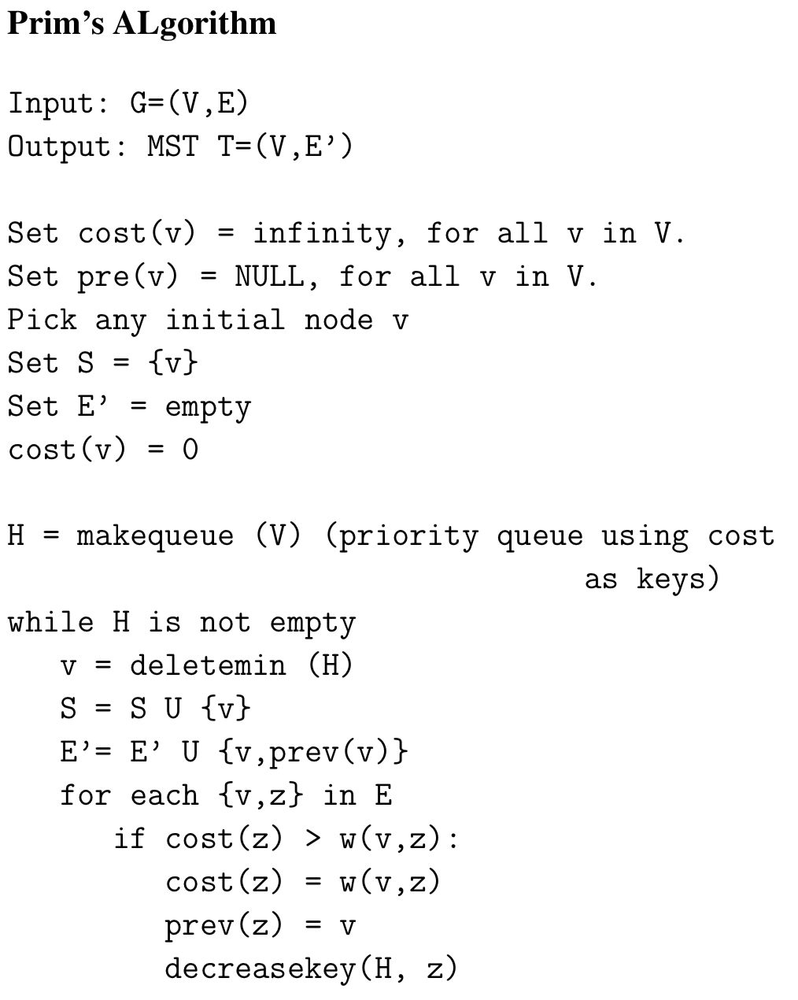 Prim’s ALgorithm
Input: G=(V,E)
Output: MST T=(V,E’)
Set cost(v) = infinity, for all v in V.
Set pre(v) = NULL, for all v in V.
Pick any initial node v
Set S = {v}
Set E’ = empty
cost(v) = 0
H = makequeue (V) (priority queue using cost
as keys)
while H is not empty
v = deletemin (H)
S = S U {v}
E’= E’ U {v,prev(v)}
for each {v,z} in E
if cost(z) > w(v,z):
cost(z) = w(v,z)
prev(z) = v
decreasekey(H, z)